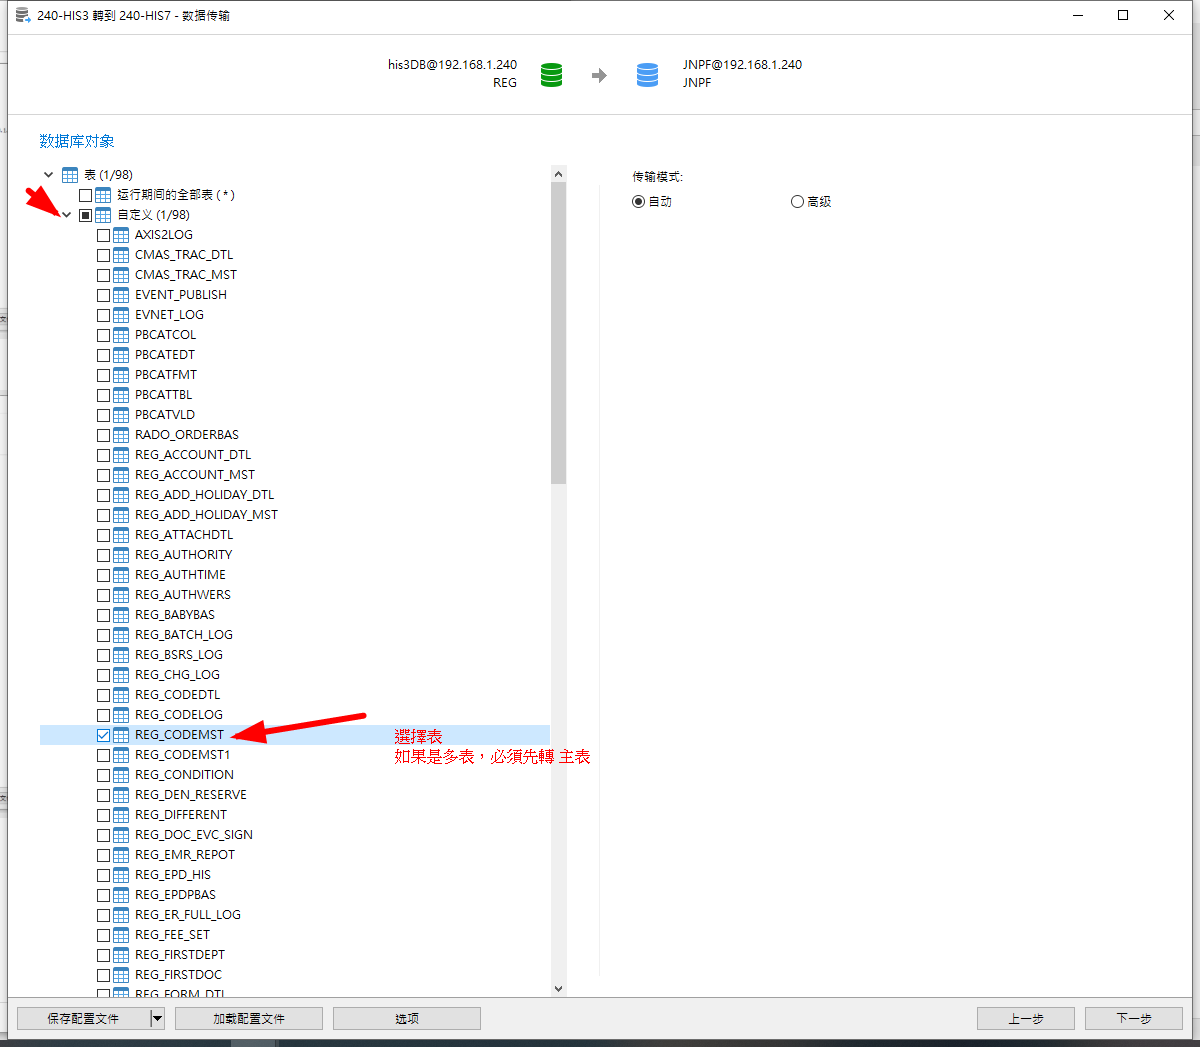 240-HIS3 轉到 240-HIS7 - 数据传输
his3DB@192.168.1.240
REG
JNPF@192.168.1.240
JNPF
数据库对象
表 (1/98)
运行期间的全部表 ( * )
自定义 (1/98)
AXIS2LOG
CMAS_TRAC_DTL
CMAS_TRAC_MST
EVENT_PUBLISH
EVNET_LOG
PBCATCOL
PBCATEDT
PBCATFMT
PBCATTBL
PBCATVLD
RADO_ORDERBAS
REG_ACCOUNT_DTL
REG_ACCOUNT_MST
REG_ADD_HOLIDAY_DTL
REG_ADD_HOLIDAY_MST
REG_ATTACHDTL
REG_AUTHORITY
REG_AUTHTIME
REG_AUTHWERS
REG_BABYBAS
REG_BATCH_LOG
REG_BSRS_LOG
REG_CHG_LOG
REG_CODEDTL
REG_CODELOG
REG_CODEMST
REG_CODEMST1
REG_CONDITION
REG_DEN_RESERVE
REG_DIFFERENT
REG_DOC_EVC_SIGN
REG_EMR_REPOT
REG_EPD_HIS
REG_EPDPBAS
REG_ER_FULL_LOG
REG_FEE_SET
REG_FIRSTDEPT
REG_FIRSTDOC
REG_FORM_DTL
選擇表
如果是多表，必須先轉 主表
传输模式:
自动
高级
保存配置文件
加载配置文件
选项
上一步
下一步